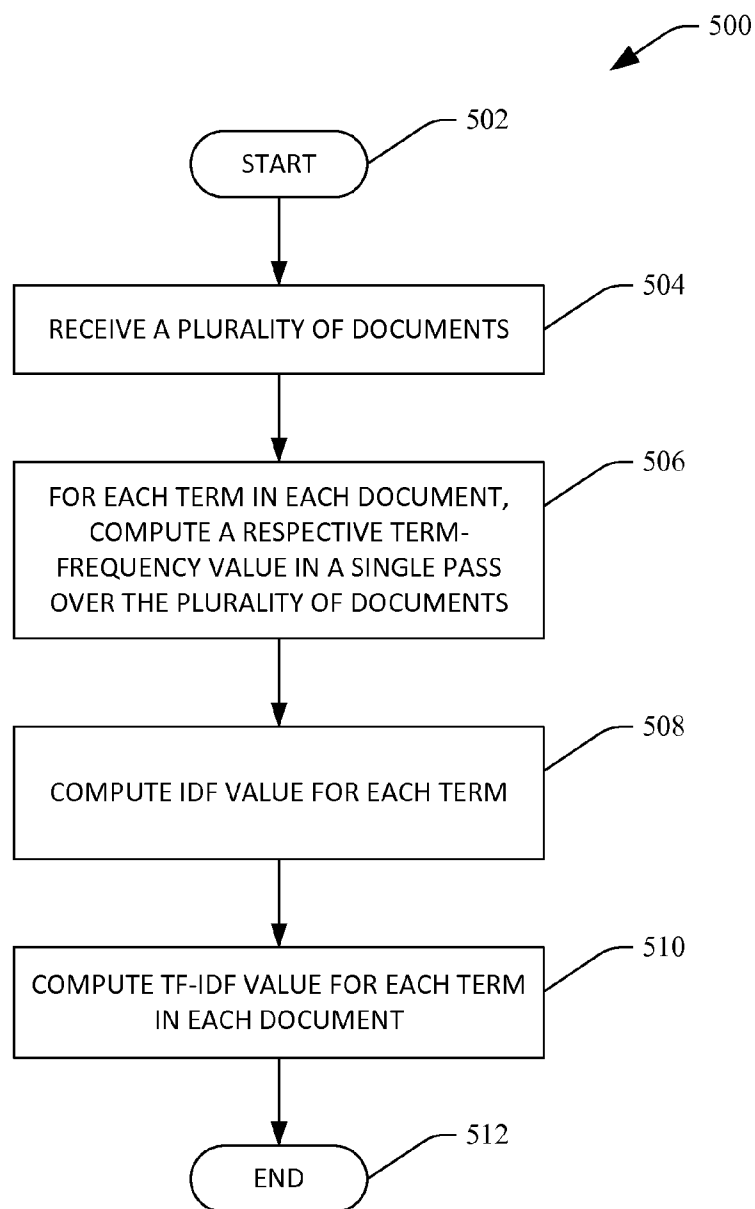 500
502
START
504
RECEIVE A PLURALITY OF DOCUMENTS
506
FOR EACH TERM IN EACH DOCUMENT,
COMPUTE A RESPECTIVE TERM-
FREQUENCY VALUE IN A SINGLE PASS
OVER THE PLURALITY OF DOCUMENTS
508
COMPUTE IDF VALUE FOR EACH TERM
510
COMPUTE TF-IDF VALUE FOR EACH TERM
IN EACH DOCUMENT
512
END